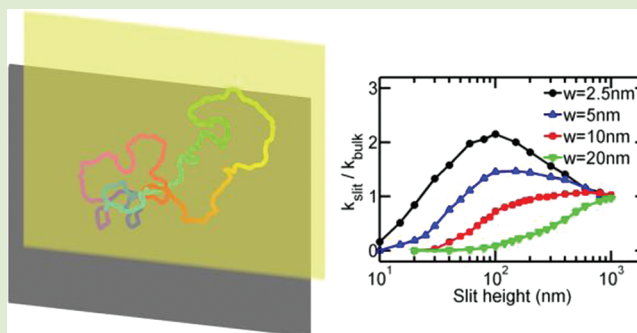 3
2
1
0
k_slit / k_bulk
w=2.5nm
w=5nm
w=10nm
w=20nm
10^1
10^2
10^3
Slit height (nm)